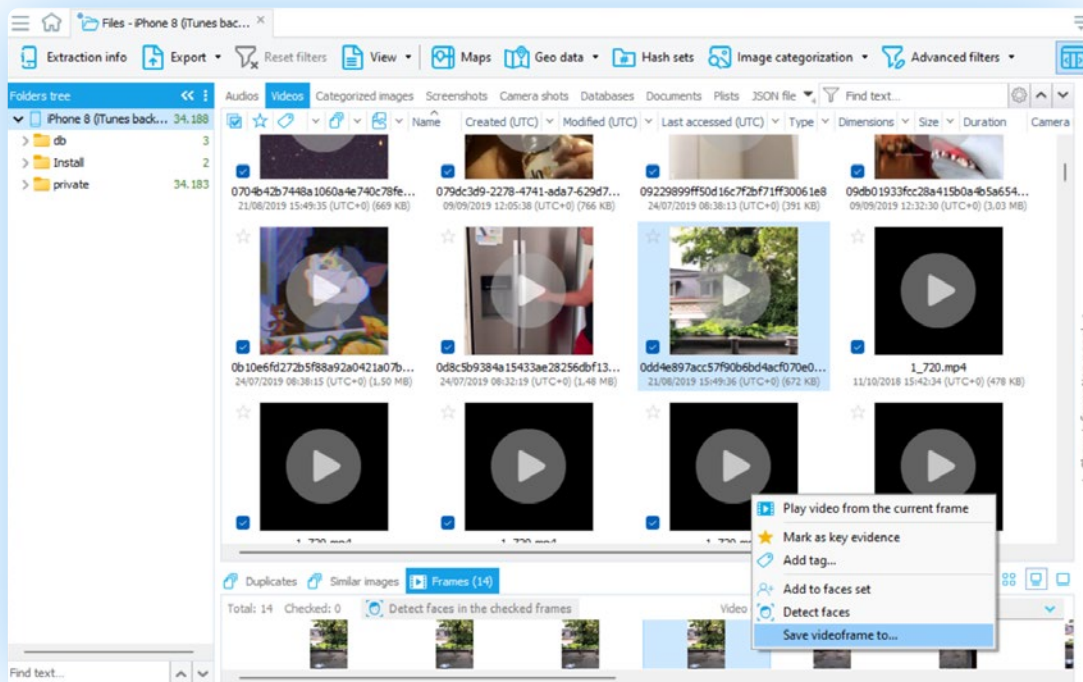 Files - iPhone 8 (iTunes bac...
Extraction info Export Reset filters View Maps Geo data Hash sets Image categorization Advanced filters
Folders tree
iPhone 8 (iTunes back... 34.188
db 3
Install 2
private 34.183
Find text...
Audios Videos Categorized images Screenshots Camera shots Databases Documents Plists JSON file Find text...
Name Created (UTC) Modified (UTC) Last accessed (UTC) Type Dimensions Size Duration Camera
0704b42b7448a1060a4e740c78fe... 079dc3d9-2278-4741-ada7-629d7... 09229899ff50d16c7f2bf71ff30061e8 09db01933fcc28a415b0a4b5a654...
21/08/2019 15:49:35 (UTC+0) (669 KB) 09/09/2019 12:05:38 (UTC+0) (766 KB) 24/07/2019 08:38:13 (UTC+0) (391 KB) 09/09/2019 12:32:30 (UTC+0) (3,03 MB)
0b10e6fd272b5f88a92a0421a07b... 0d8c5b9384a15433ae28256dbf13... 0dd4e897acc57f90b6bd4acf070e0... 1_720.mp4
24/07/2019 08:38:15 (UTC+0) (1,50 MB) 24/07/2019 08:32:19 (UTC+0) (1,48 MB) 21/08/2019 15:49:36 (UTC+0) (672 KB) 11/10/2018 15:42:34 (UTC+0) (478 KB)
1_720.mp4 1_720.mp4
Play video from the current frame
Mark as key evidence
Add tag...
Add to faces set
Detect faces
Save videoframe to...
Duplicates Similar images Frames (14)
Total: 14 Checked: 0 Detect faces in the checked frames Video